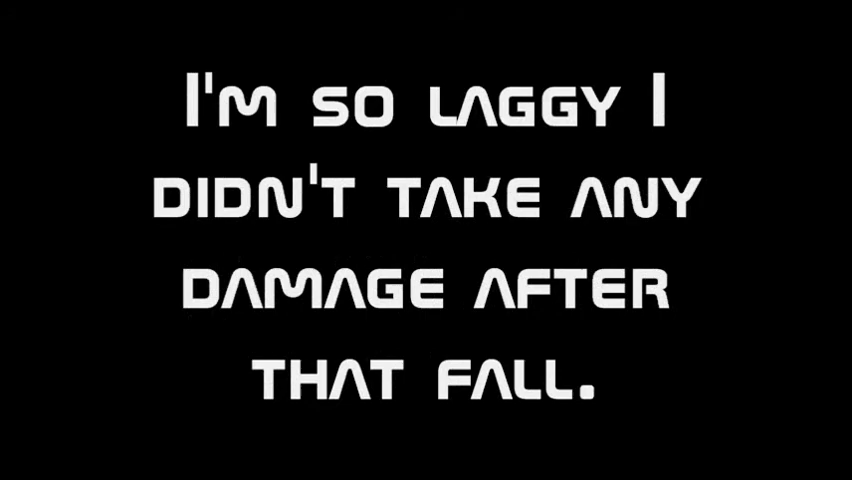 I'm so laggy I
didn't take any
damage after
that fall.